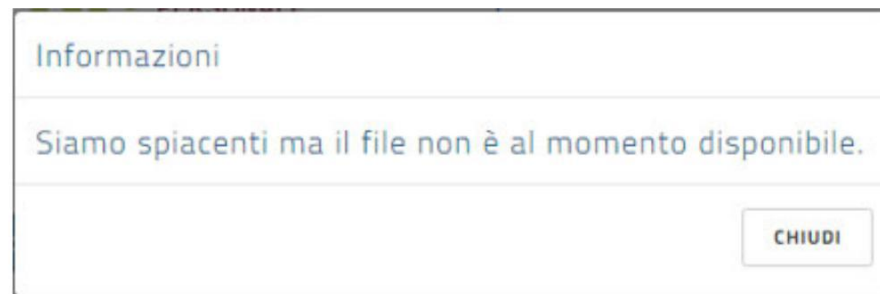 Informazioni
Siamo spiacenti ma il file non è al momento disponibile.
CHIUDI